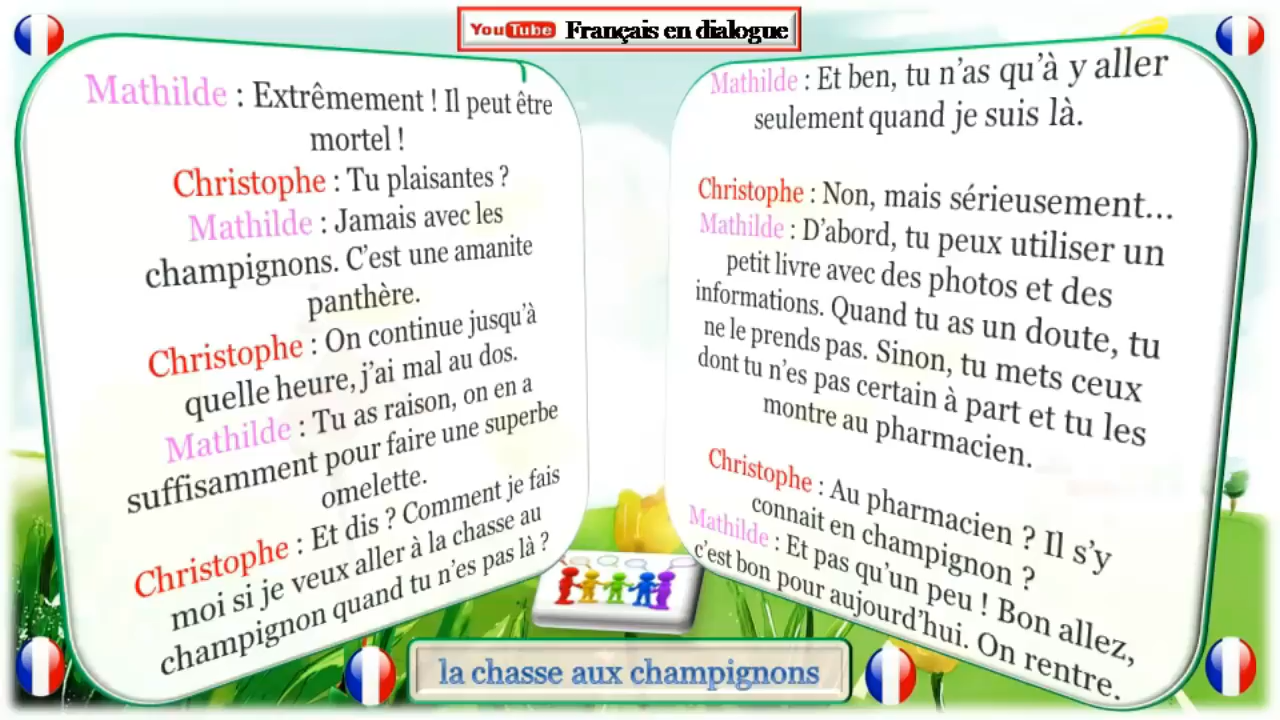 YouTube Français en dialogue
Mathilde : Extrêmement ! Il peut être
mortel !
Christophe : Tu plaisantes ?
Mathilde : Jamais avec les
champignons. C'est une amanite
panthère.
Christophe : On continue jusqu'à
quelle heure, j'ai mal au dos.
Mathilde : Tu as raison, on en a
suffisamment pour faire une superbe
omelette.
Christophe : Et dis ? Comment je fais
moi si je veux aller à la chasse au
champignon quand tu n'es pas là ?
Mathilde : Et ben, tu n'as qu'à y aller
seulement quand je suis là.
Christophe : Non, mais sérieusement...
Mathilde : D'abord, tu peux utiliser un
petit livre avec des photos et des
informations. Quand tu as un doute, tu
ne le prends pas. Sinon, tu mets ceux
dont tu n'es pas certain à part et tu les
montre au pharmacien.
Christophe : Au pharmacien ? Il s'y
connait en champignon ?
Mathilde : Et pas qu'un peu ! Bon allez,
c'est bon pour aujourd'hui. On rentre.
la chasse aux champignons